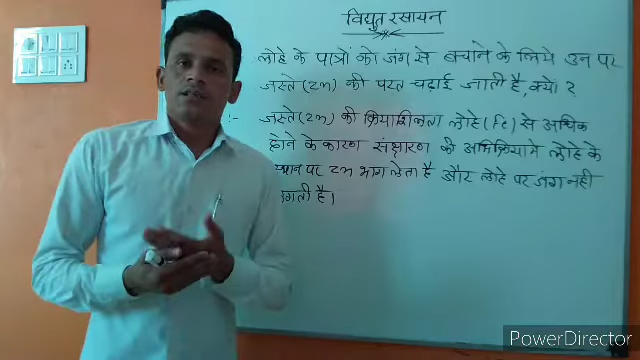 विद्युत रसायन
लोहे के पात्रों को जंग से बचाने के लिये उन पर
जस्ते (Zn) की परत चढ़ाई जाती है, क्यों ?
:- जस्ते (Zn) की क्रियाशीलता लोहे (Fe) से अधिक
होने के कारण संक्षारण की अभिक्रिया में लोहे के
स्थान पर Zn भाग लेता है और लोहे पर जंग नही
लगती है।
PowerDirector